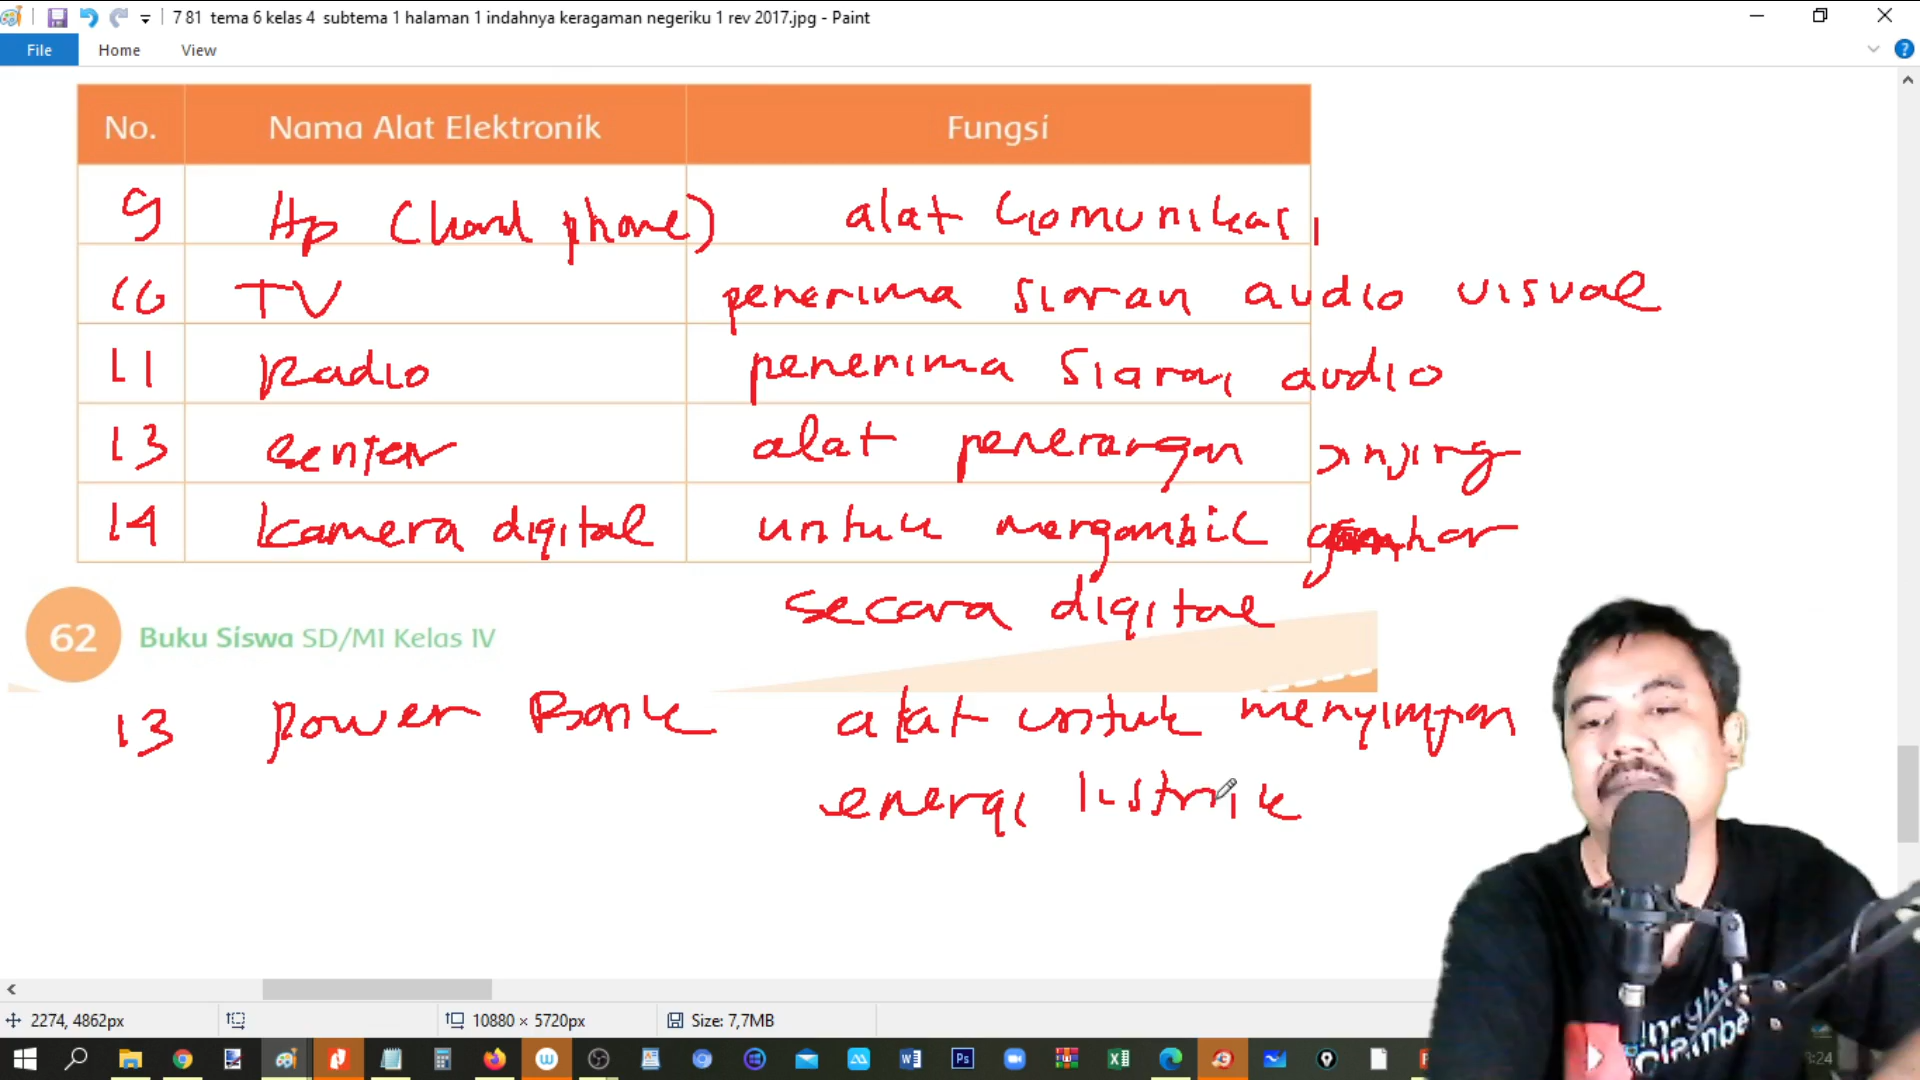 7 81 tema 6 kelas 4 subtema 1 halaman 1 indahnya keragaman negeriku 1 rev 2017.jpg - Paint
File Home View
No. Nama Alat Elektronik Fungsi
9 Hp (hand phone) alat komunikasi
10 TV penerima siaran audio visual
11 Radio penerima siaran audio
13 senter alat penerangan
14 kamera digital untuk mengambil gambar
secara digital
62 Buku Siswa SD/MI Kelas IV
13 Power Bank alat untuk menyimpan
energi listrik
2274, 4862px 10880 × 5720px Size: 7,7MB